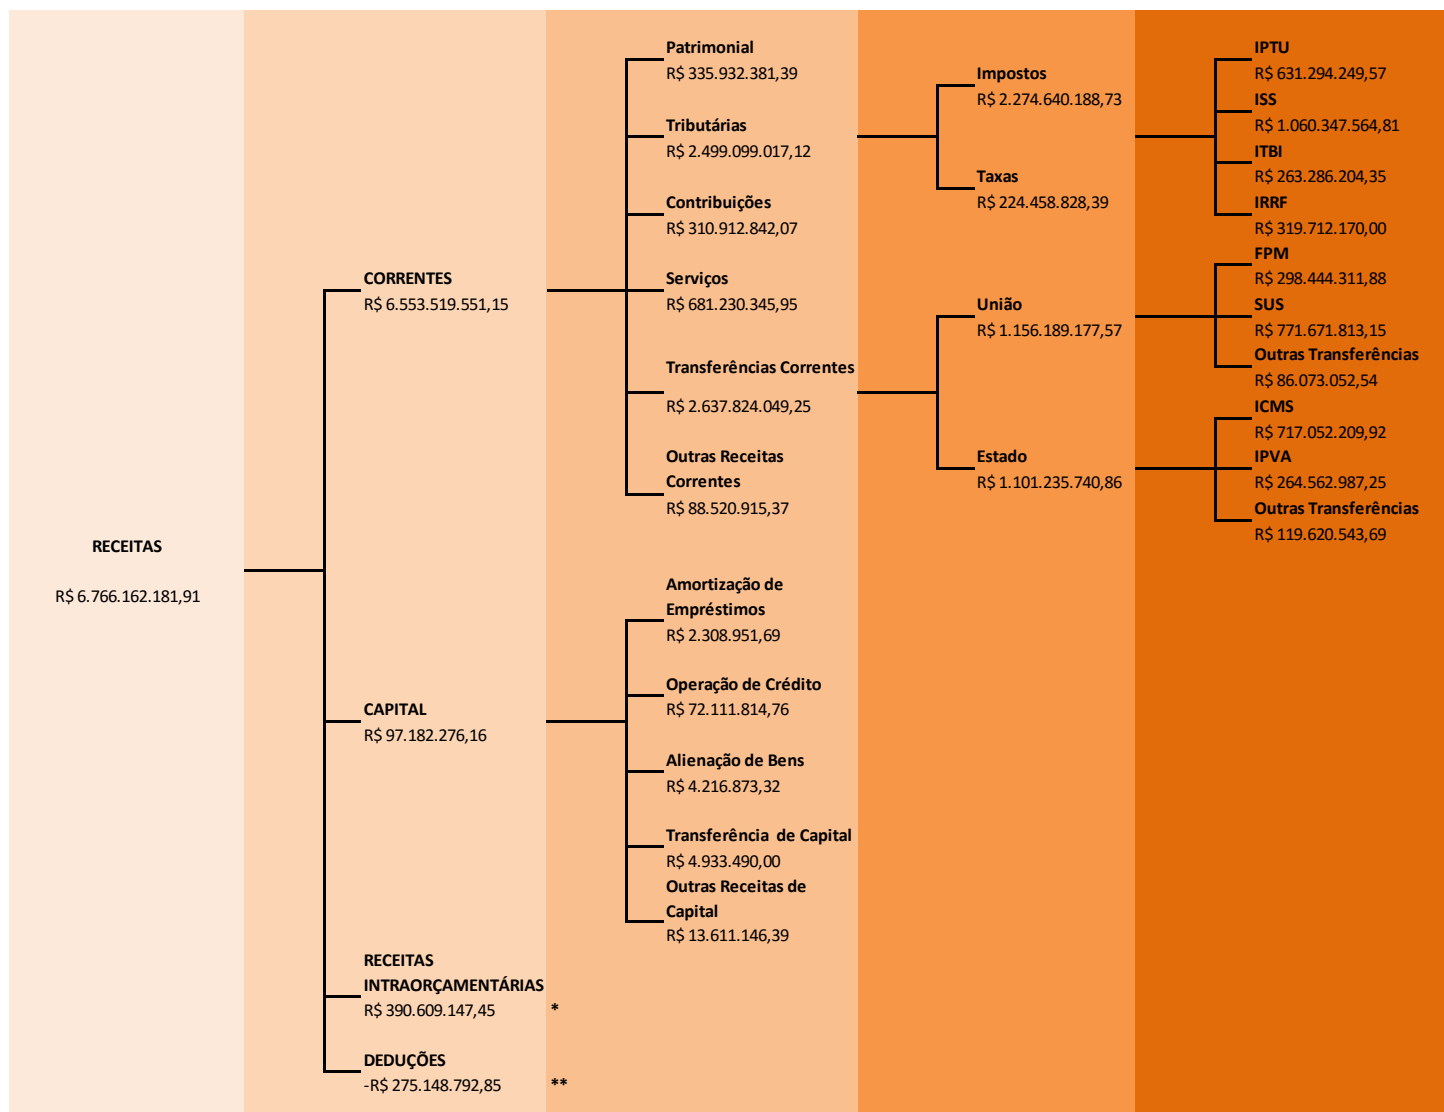 RECEITAS
R$ 6.766.162.181,91
CORRENTES
R$ 6.553.519.551,15
CAPITAL
R$ 97.182.276,16
RECEITAS
INTRAORÇAMENTÁRIAS
R$ 390.609.147,45 *
DEDUÇÕES
-R$ 275.148.792,85 **
Patrimonial
R$ 335.932.381,39
Tributárias
R$ 2.499.099.017,12
Contribuições
R$ 310.912.842,07
Serviços
R$ 681.230.345,95
Transferências Correntes
R$ 2.637.824.049,25
Outras Receitas
Correntes
R$ 88.520.915,37
Amortização de
Empréstimos
R$ 2.308.951,69
Operação de Crédito
R$ 72.111.814,76
Alienação de Bens
R$ 4.216.873,32
Transferência de Capital
R$ 4.933.490,00
Outras Receitas de
Capital
R$ 13.611.146,39
Impostos
R$ 2.274.640.188,73
Taxas
R$ 224.458.828,39
União
R$ 1.156.189.177,57
Estado
R$ 1.101.235.740,86
IPTU
R$ 631.294.249,57
ISS
R$ 1.060.347.564,81
ITBI
R$ 263.286.204,35
IRRF
R$ 319.712.170,00
FPM
R$ 298.444.311,88
SUS
R$ 771.671.813,15
Outras Transferências
R$ 86.073.052,54
ICMS
R$ 717.052.209,92
IPVA
R$ 264.562.987,25
Outras Transferências
R$ 119.620.543,69